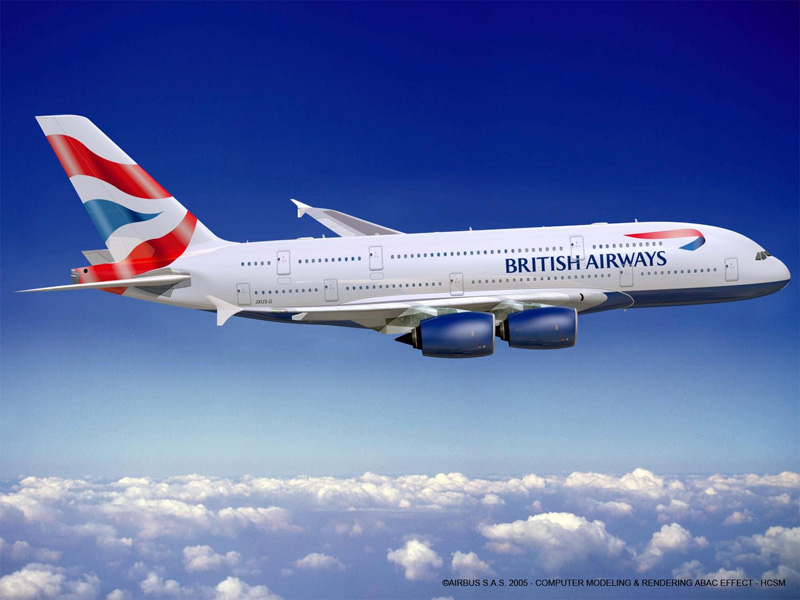 BRITISH AIRWAYS
©AIRBUS S.A.S. 2005 - COMPUTER MODELING & RENDERING ABAC EFFECT - HCSM